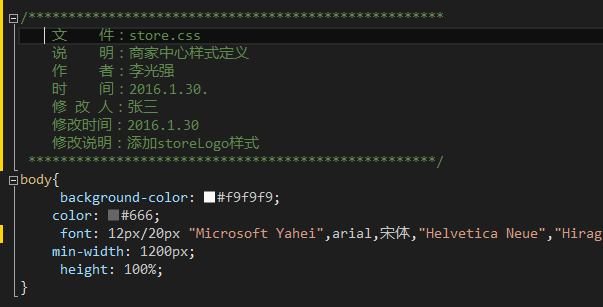 /****************************************************
文    件：store.css
说    明：商家中心样式定义
作    者：李光强
时    间：2016.1.30.
修 改 人：张三
修改时间：2016.1.30
修改说明：添加storeLogo样式
***************************************************/
body{
background-color: #f9f9f9;
color: #666;
font: 12px/20px "Microsoft Yahei",arial,宋体,"Helvetica Neue","Hirag
min-width: 1200px;
height: 100%;
}